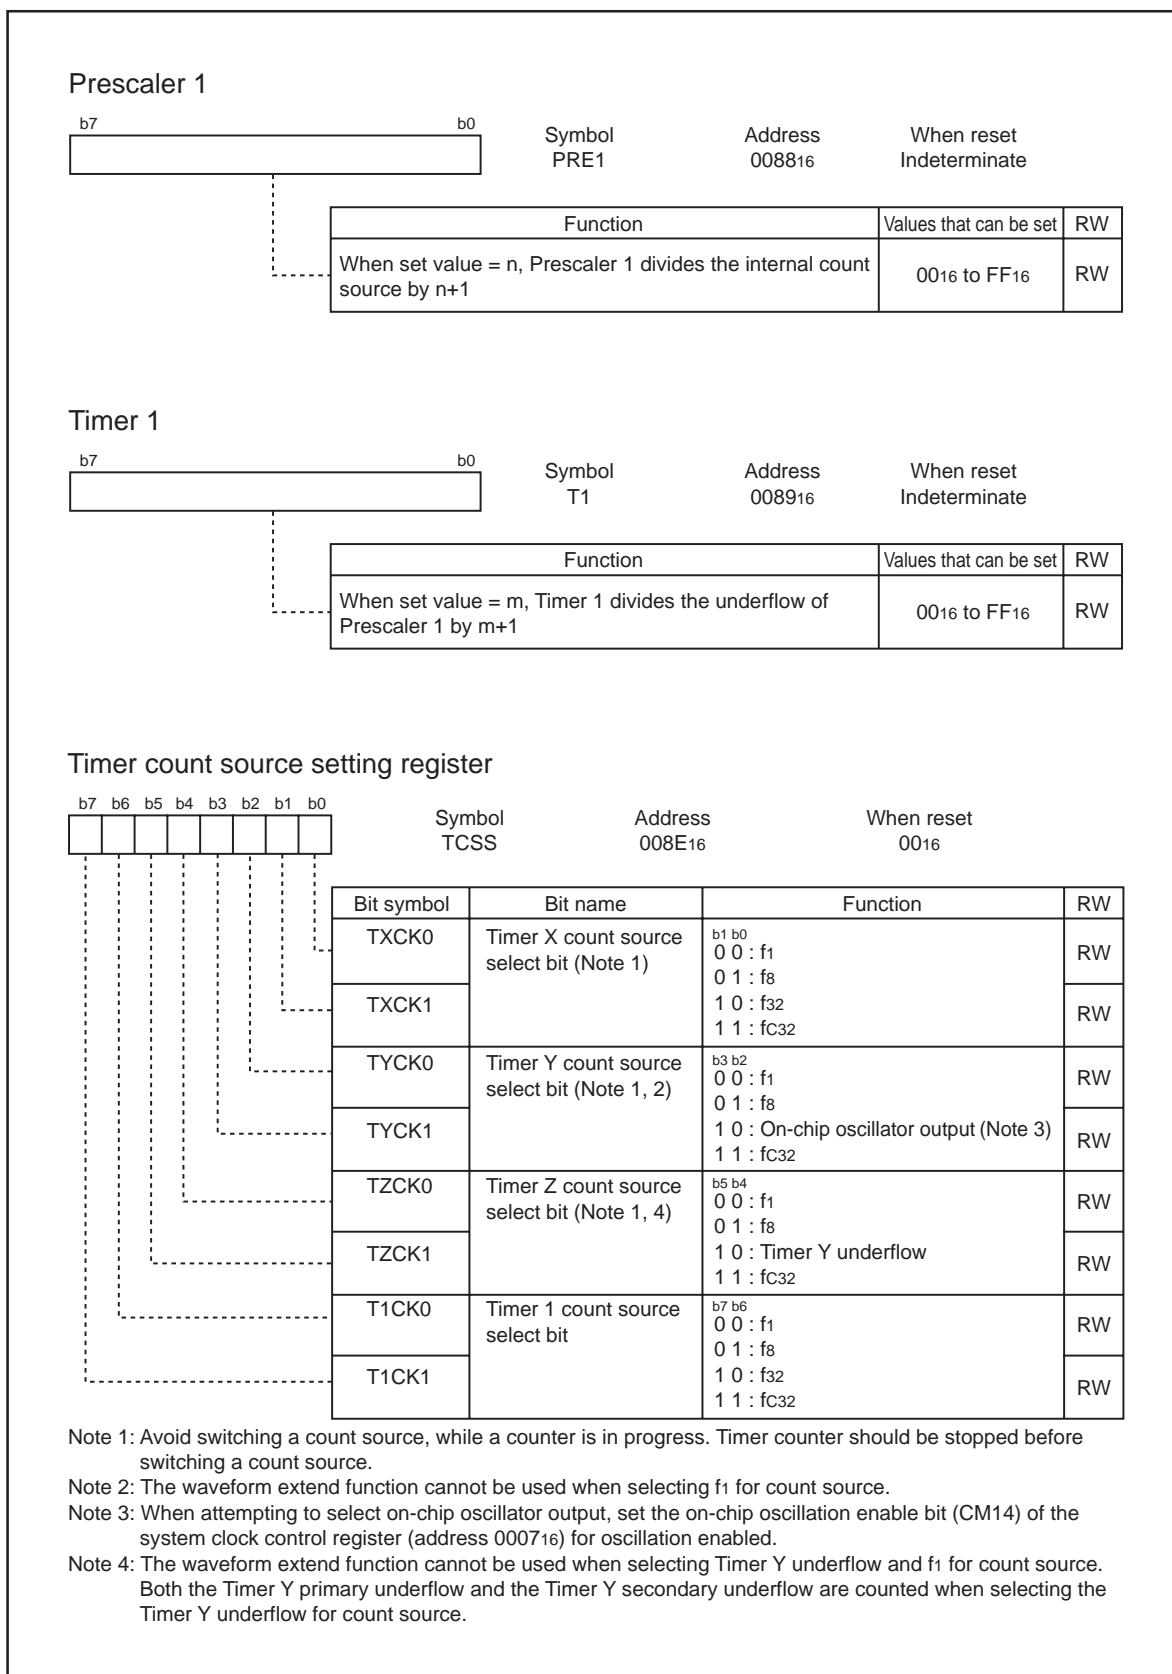 Prescaler 1
b7 b0
Symbol Address When reset
PRE1 008816 Indeterminate
Function Values that can be set RW
When set value = n, Prescaler 1 divides the internal count
source by n+1
0016 to FF16 RW
Timer 1
b7 b0
Symbol Address When reset
T1 008916 Indeterminate
Function Values that can be set RW
When set value = m, Timer 1 divides the underflow of
Prescaler 1 by m+1
0016 to FF16 RW
Timer count source setting register
b7 b6 b5 b4 b3 b2 b1 b0
Symbol Address When reset
TCSS 008E16 0016
Bit symbol Bit name Function RW
TXCK0 Timer X count source
select bit (Note 1)
b1 b0
0 0 : f1
0 1 : f8
RW
TXCK1
1 0 : f32
1 1 : fC32
RW
TYCK0 Timer Y count source
select bit (Note 1, 2)
b3 b2
0 0 : f1
0 1 : f8
RW
TYCK1
1 0 : On-chip oscillator output (Note 3)
1 1 : fC32
RW
TZCK0 Timer Z count source
select bit (Note 1, 4)
b5 b4
0 0 : f1
0 1 : f8
RW
TZCK1
1 0 : Timer Y underflow
1 1 : fC32
RW
T1CK0 Timer 1 count source
select bit
b7 b6
0 0 : f1
0 1 : f8
RW
T1CK1
1 0 : f32
1 1 : fC32
RW
Note 1: Avoid switching a count source, while a counter is in progress. Timer counter should be stopped before
switching a count source.
Note 2: The waveform extend function cannot be used when selecting f1 for count source.
Note 3: When attempting to select on-chip oscillator output, set the on-chip oscillation enable bit (CM14) of the
system clock control register (address 000716) for oscillation enabled.
Note 4: The waveform extend function cannot be used when selecting Timer Y underflow and f1 for count source.
Both the Timer Y primary underflow and the Timer Y secondary underflow are counted when selecting the
Timer Y underflow for count source.